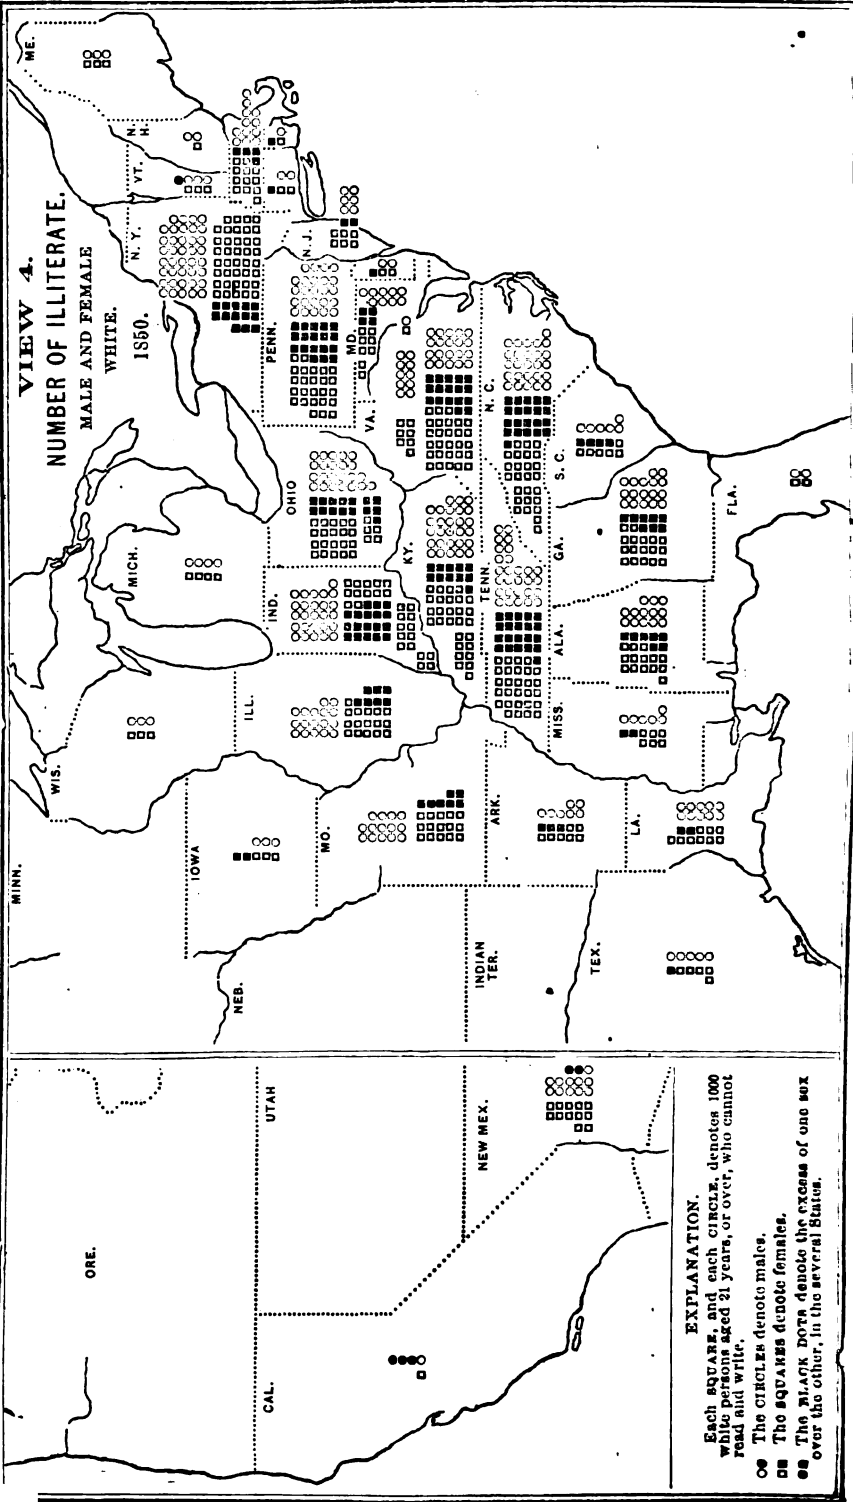 VIEW 4.
NUMBER OF ILLITERATE.
MALE AND FEMALE
WHITE.
1850.
ME.
N. H.
VT.
N. Y.
N. J.
PENN.
MD.
VA.
N. C.
S. C.
GA.
FLA.
OHIO
KY.
TENN.
ALA.
MISS.
MICH.
IND.
ILL.
WIS.
MINN.
IOWA
MO.
ARK.
LA.
NEB.
INDIAN
TER.
TEX.
ORE.
UTAH
NEW MEX.
CAL.
EXPLANATION.
Each SQUARE, and each CIRCLE, denotes 1000
white persons aged 21 years, or over, who cannot
read and write.
The CIRCLES denote males.
The SQUARES denote females.
The BLACK DOTS denote the excess of one sex
over the other, in the several States.